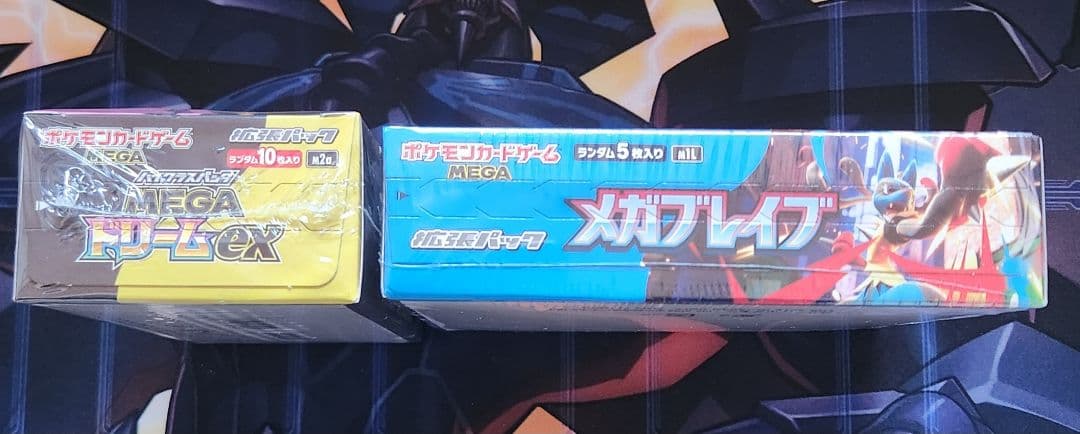 ポケモンカードゲーム
MEGA
拡張パック
ランダム10枚入り
M2a
ハイクラスパック
MEGA
ドリームex
ポケモンカードゲーム
MEGA
ランダム5枚入り
M1L
拡張パック
メガブレイブ